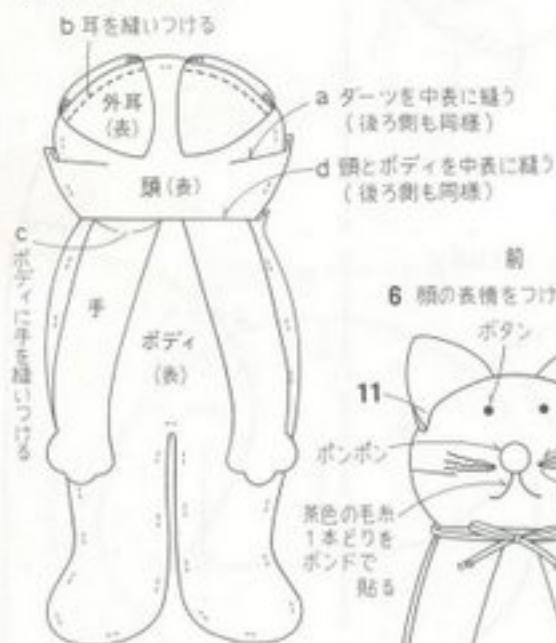 b 耳を縫いつける
外耳
(表)
a ダーツを中表に縫う
(後ろ側も同様)
頭(表)
d 頭とボディを中表に縫う
(後ろ側も同様)
c
ボディに手を縫いつける
手
ボディ
(表)
前
6 顔の表情をつけ
ボタン
11
ポンポン
茶色の毛糸
1本どりを
ボンドで
貼る